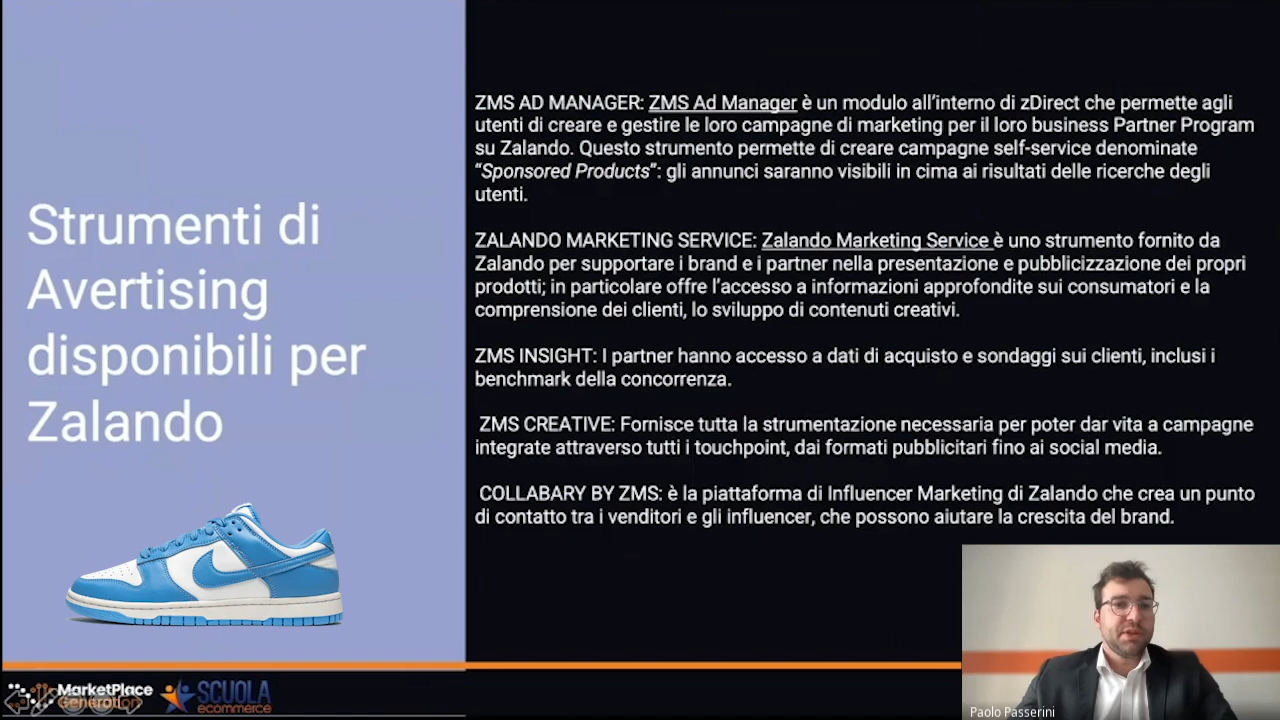 Strumenti di
Avertising
disponibili per
Zalando
ZMS AD MANAGER: ZMS Ad Manager è un modulo all’interno di zDirect che permette agli
utenti di creare e gestire le loro campagne di marketing per il loro business Partner Program
su Zalando. Questo strumento permette di creare campagne self-service denominate
“Sponsored Products“: gli annunci saranno visibili in cima ai risultati delle ricerche degli
utenti.
ZALANDO MARKETING SERVICE: Zalando Marketing Service è uno strumento fornito da
Zalando per supportare i brand e i partner nella presentazione e pubblicizzazione dei propri
prodotti; in particolare offre l’accesso a informazioni approfondite sui consumatori e la
comprensione dei clienti, lo sviluppo di contenuti creativi.
ZMS INSIGHT: I partner hanno accesso a dati di acquisto e sondaggi sui clienti, inclusi i
benchmark della concorrenza.
ZMS CREATIVE: Fornisce tutta la strumentazione necessaria per poter dar vita a campagne
integrate attraverso tutti i touchpoint, dai formati pubblicitari fino ai social media.
COLLABARY BY ZMS: è la piattaforma di Influencer Marketing di Zalando che crea un punto
di contatto tra i venditori e gli influencer, che possono aiutare la crescita del brand.
MarketPlace
Generation
SCUOLA
ecommerce
Paolo Passerini